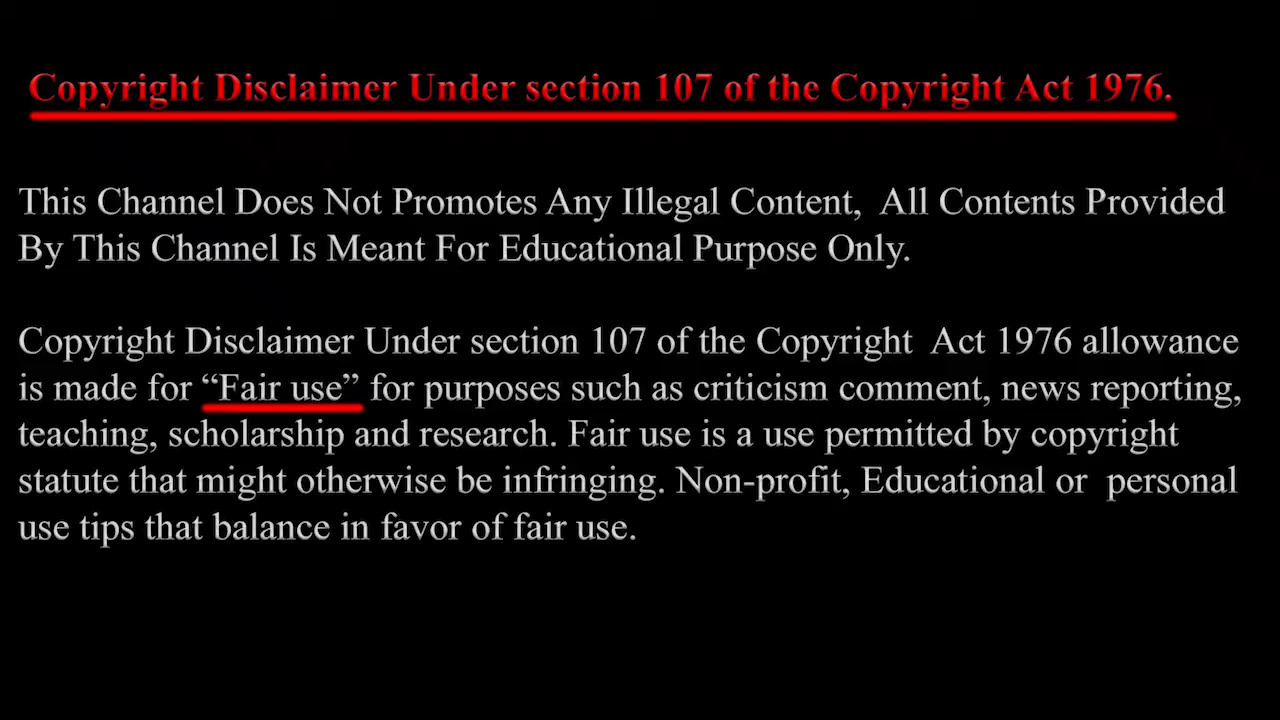 Copyright Disclaimer Under section 107 of the Copyright Act 1976.
This Channel Does Not Promotes Any Illegal Content,  All Contents Provided
By This Channel Is Meant For Educational Purpose Only.
Copyright Disclaimer Under section 107 of the Copyright  Act 1976 allowance
is made for “Fair use” for purposes such as criticism comment, news reporting,
teaching, scholarship and research. Fair use is a use permitted by copyright
statute that might otherwise be infringing. Non-profit, Educational or  personal
use tips that balance in favor of fair use.